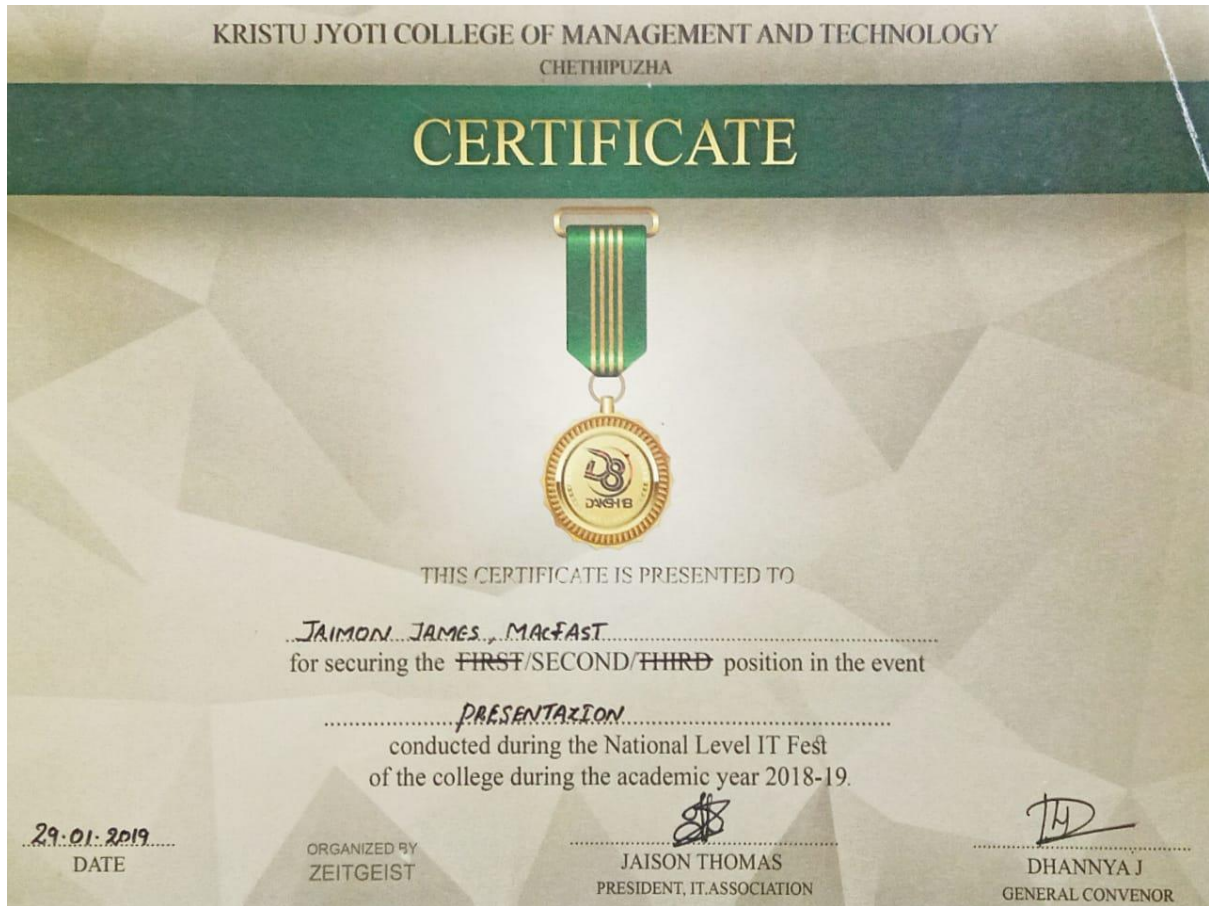 KRISTU JYOTI COLLEGE OF MANAGEMENT AND TECHNOLOGY
CHETHIPUZHA
CERTIFICATE
D8
DAKSH 18
THIS CERTIFICATE IS PRESENTED TO
JAIMON JAMES, MACFAST
for securing the FIRST/SECOND/THIRD position in the event
PRESENTAZION
conducted during the National Level IT Fest
of the college during the academic year 2018-19.
29.01.2019
DATE
ORGANIZED BY
ZEITGEIST
JAISON THOMAS
PRESIDENT, IT.ASSOCIATION
DHANNYA J
GENERAL CONVENOR